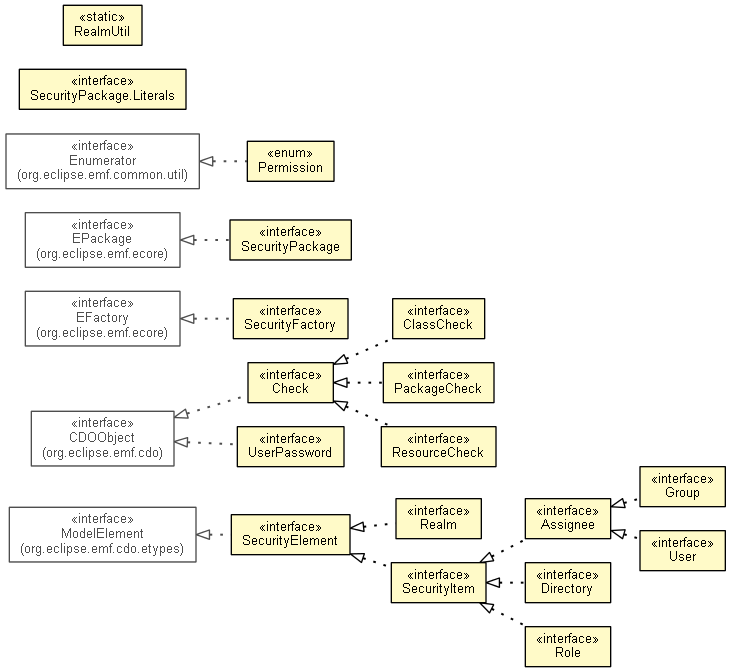 «static»
RealmUtil
«interface»
SecurityPackage.Literals
«interface»
Enumerator
(org.eclipse.emf.common.util)
«enum»
Permission
«interface»
EPackage
(org.eclipse.emf.ecore)
«interface»
SecurityPackage
«interface»
EFactory
(org.eclipse.emf.ecore)
«interface»
SecurityFactory
«interface»
ClassCheck
«interface»
Check
«interface»
PackageCheck
«interface»
CDOObject
(org.eclipse.emf.cdo)
«interface»
UserPassword
«interface»
ResourceCheck
«interface»
ModelElement
(org.eclipse.emf.cdo.etypes)
«interface»
SecurityElement
«interface»
Realm
«interface»
SecurityItem
«interface»
Assignee
«interface»
Group
«interface»
User
«interface»
Directory
«interface»
Role